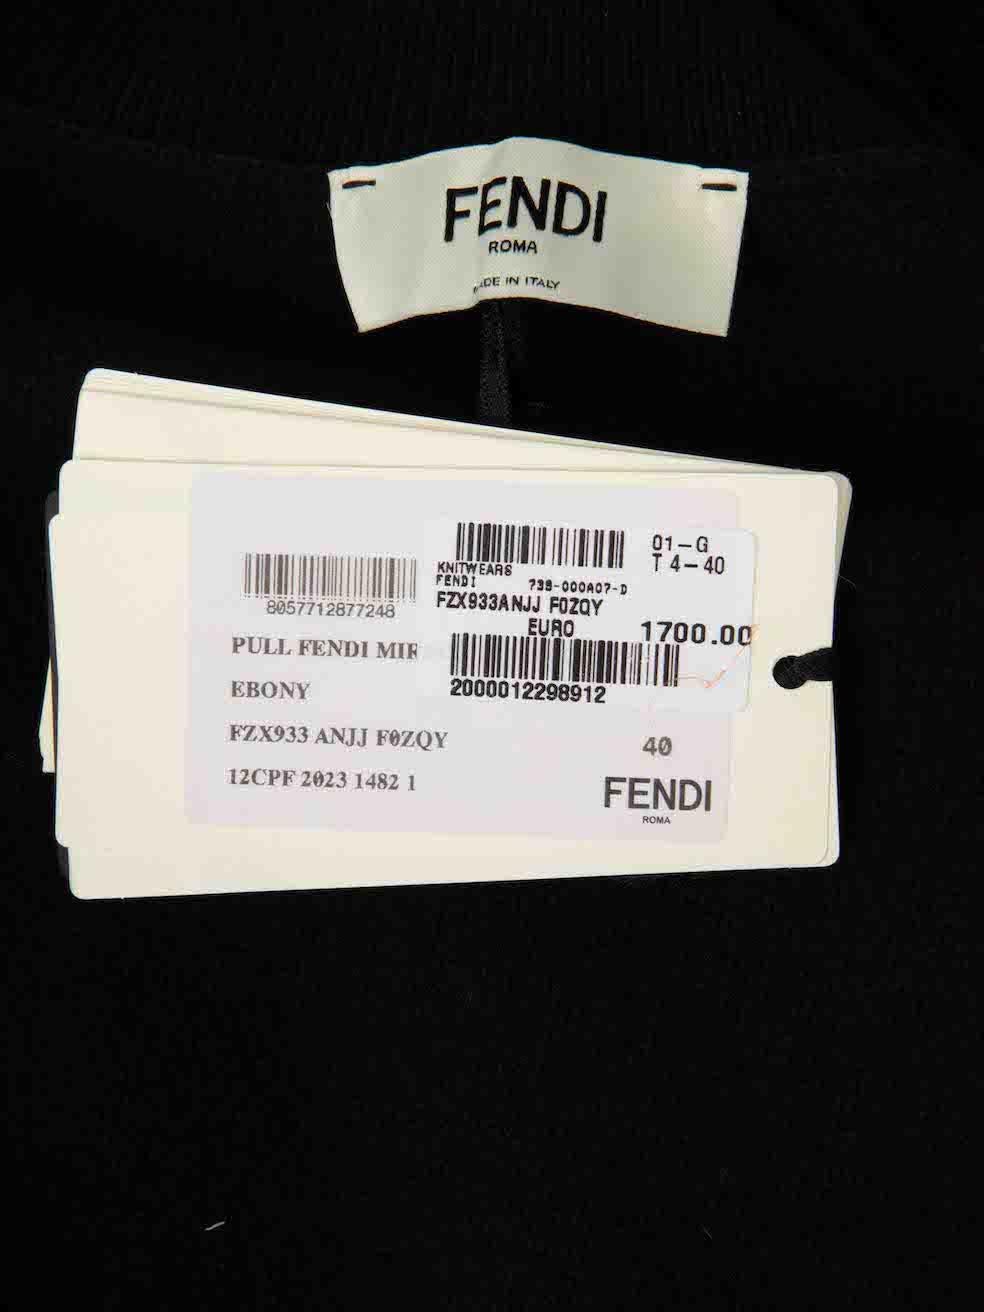 FENDI
ROMA
MADE IN ITALY
01-G
T 4-40
KNITWEARS
FENDI 739-000A07-D
FZX933ANJJ F0ZQY
EURO 1700.00
2000012298912
8057712877248
PULL FENDI MIR
EBONY
FZX933 ANJJ F0ZQY
12CPF 2023 1482 1
40
FENDI
ROMA